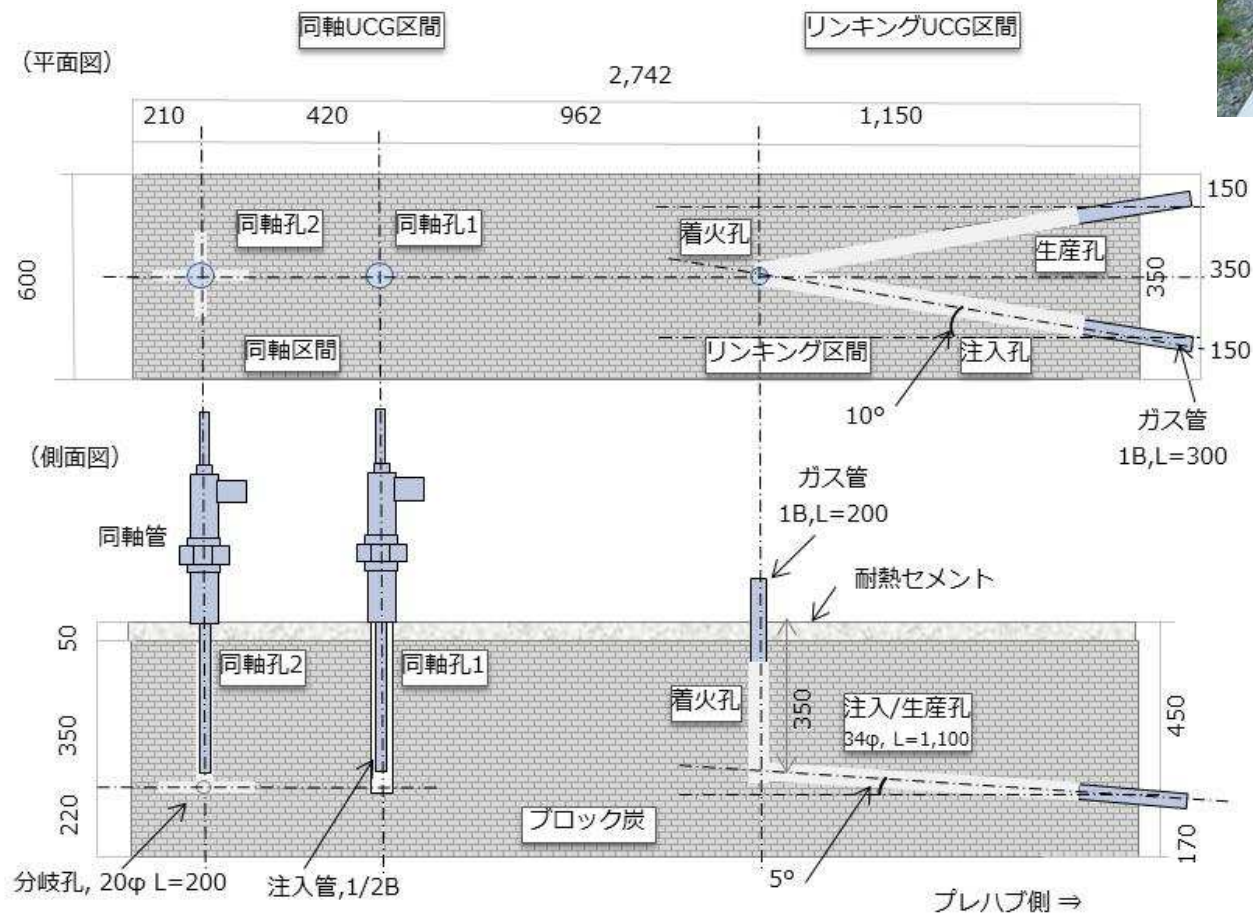 同軸UCG区間
リンキングUCG区間
(平面図)
2,742
210
420
962
1,150
150
同軸孔2
同軸孔1
着火孔
生産孔
600
350
350
同軸区間
リンキング区間
注入孔
150
10°
ガス管
1B,L=300
(側面図)
ガス管
1B,L=200
同軸管
耐熱セメント
50
同軸孔2
同軸孔1
着火孔
350
注入/生産孔
34φ, L=1,100
450
350
220
ブロック炭
170
分岐孔, 20φ L=200
注入管,1/2B
5°
プレハブ側 ⇒